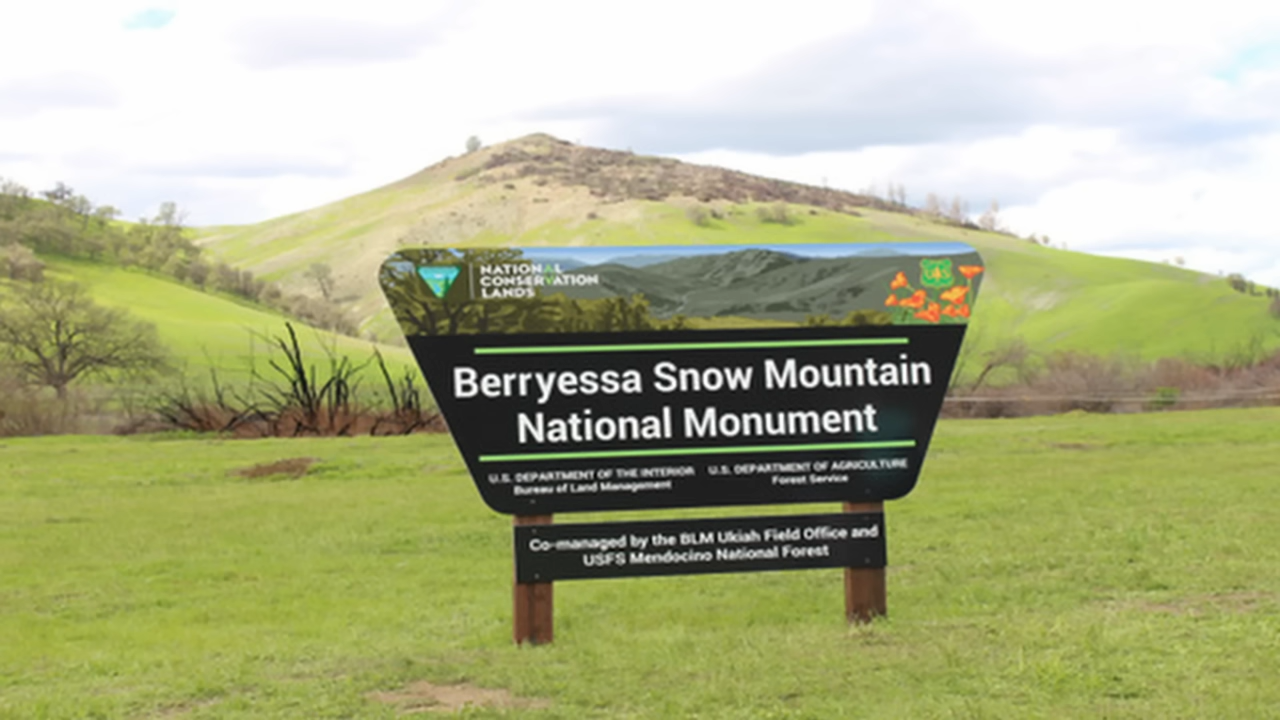 NATIONAL
CONSERVATION
LANDS
UAS
Berryessa Snow Mountain
National Monument
U.S. DEPARTMENT OF THE INTERIOR
Bureau of Land Management
U.S. DEPARTMENT OF AGRICULTURE
Forest Service
Co-managed by the BLM Ukiah Field Office and
USFS Mendocino National Forest